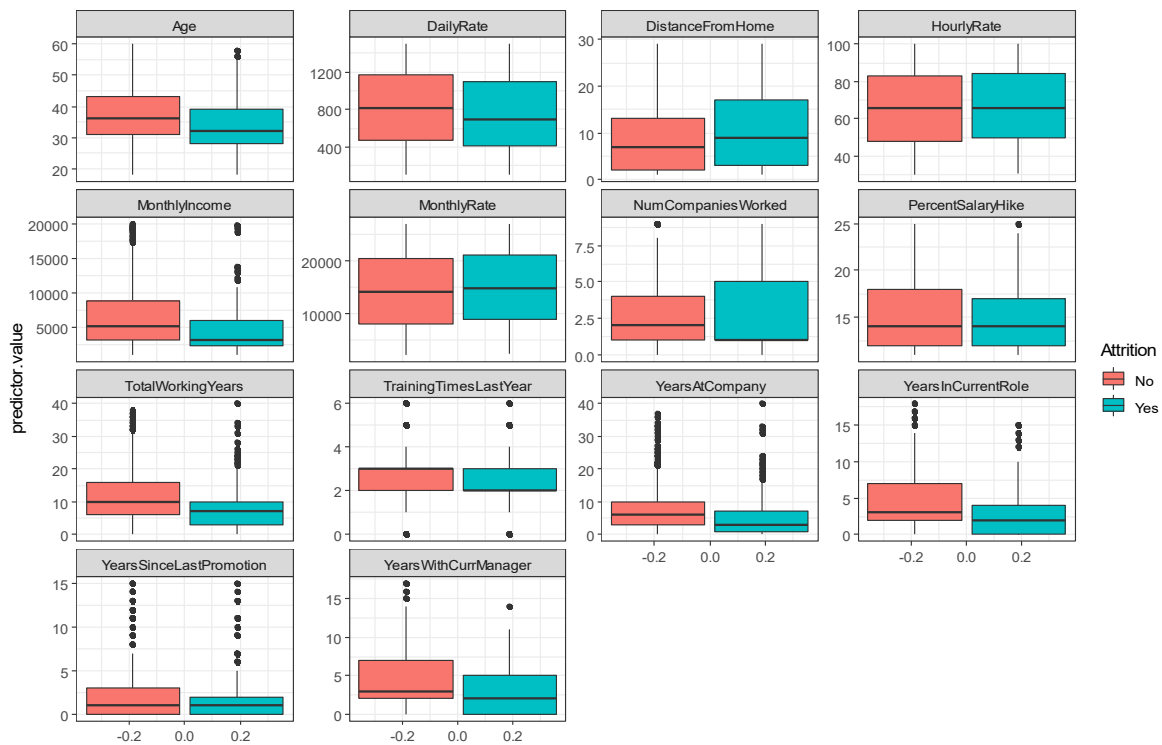 Age DailyRate DistanceFromHome HourlyRate
60 50 40 30 20
1200 800 400
30 20 10 0
100 80 60 40
MonthlyIncome MonthlyRate NumCompaniesWorked PercentSalaryHike
20000 15000 10000 5000
20000 10000
7.5 5.0 2.5 0.0
25 20 15
TotalWorkingYears TrainingTimesLastYear YearsAtCompany YearsInCurrentRole
40 30 20 10 0
6 4 2 0
40 30 20 10 0
15 10 5 0
-0.2 0.0 0.2 -0.2 0.0 0.2
YearsSinceLastPromotion YearsWithCurrManager
15 10 5 0
15 10 5 0
-0.2 0.0 0.2 -0.2 0.0 0.2
predictor.value
Attrition
No
Yes